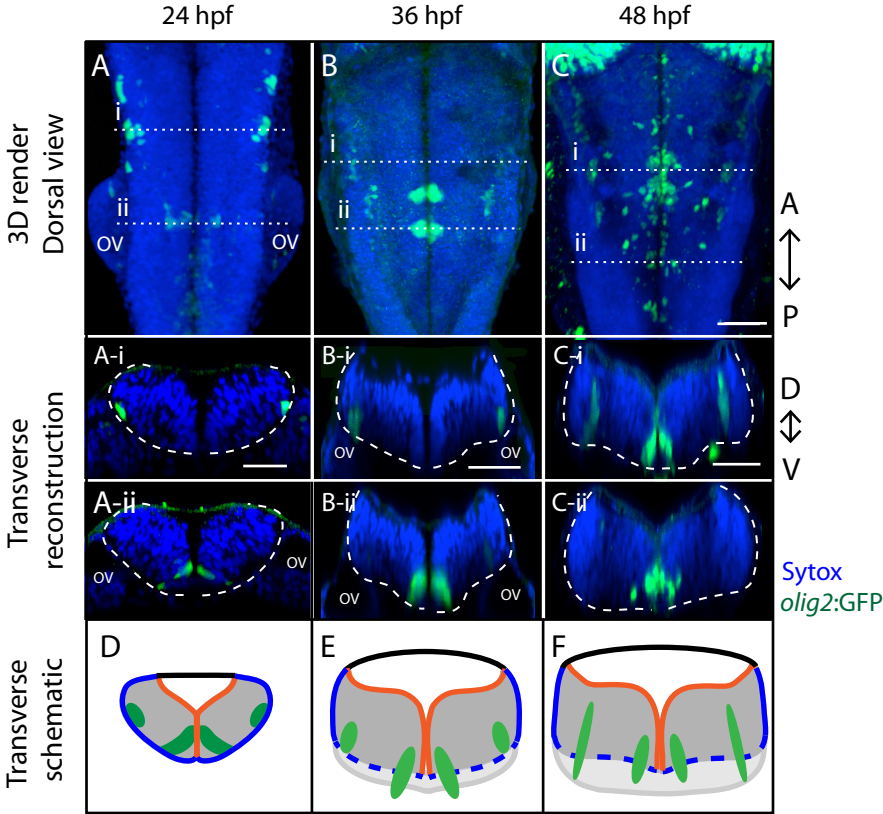 24 hpf 36 hpf 48 hpf
3D render
Dorsal view
A B C
i i i
ii ii ii
OV OV
A
P
Transverse
reconstruction
A-i B-i C-i
OV OV
D
V
A-ii B-ii C-ii
OV OV OV OV
Sytox
olig2:GFP
Transverse
schematic
D E F